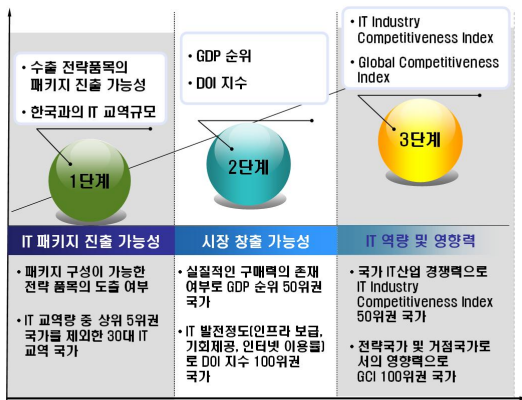 • 수출 전략품목의
패키지 진출 가능성
• 한국과의 IT 교역규모
1단계
IT 패키지 진출 가능성
• 패키지 구성이 가능한
전략 품목의 도출 여부
• IT 교역량 중 상위 5위권
국가를 제외한 30대 IT
교역 국가
• GDP 순위
• DOI 지수
2단계
시장 창출 가능성
• 실질적인 구매력의 존재
여부로 GDP 순위 50위권
국가
• IT 발전정도(인프라 보급,
기회제공, 인터넷 이용률)
로 DOI 지수 100위권
국가
• IT Industry
Competitiveness Index
• Global Competitiveness
Index
3단계
IT 역량 및 영향력
• 국가 IT산업 경쟁력으로
IT Industry
Competitiveness Index
50위권 국가
• 전략국가 및 거점국가로
서의 영향력으로
GCI 100위권 국가